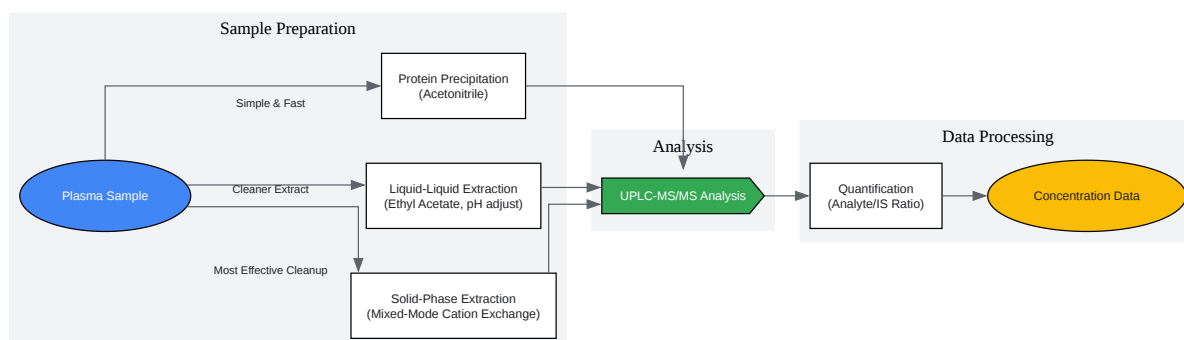 Sample Preparation
Protein Precipitation
(Acetonitrile)
Simple & Fast
Analysis
Data Processing
Plasma Sample
Cleaner Extract
Liquid-Liquid Extraction
(Ethyl Acetate, pH adjust)
UPLC-MS/MS Analysis
Quantification
(Analyte/IS Ratio)
Concentration Data
Most Effective Cleanup
Solid-Phase Extraction
(Mixed-Mode Cation Exchange)